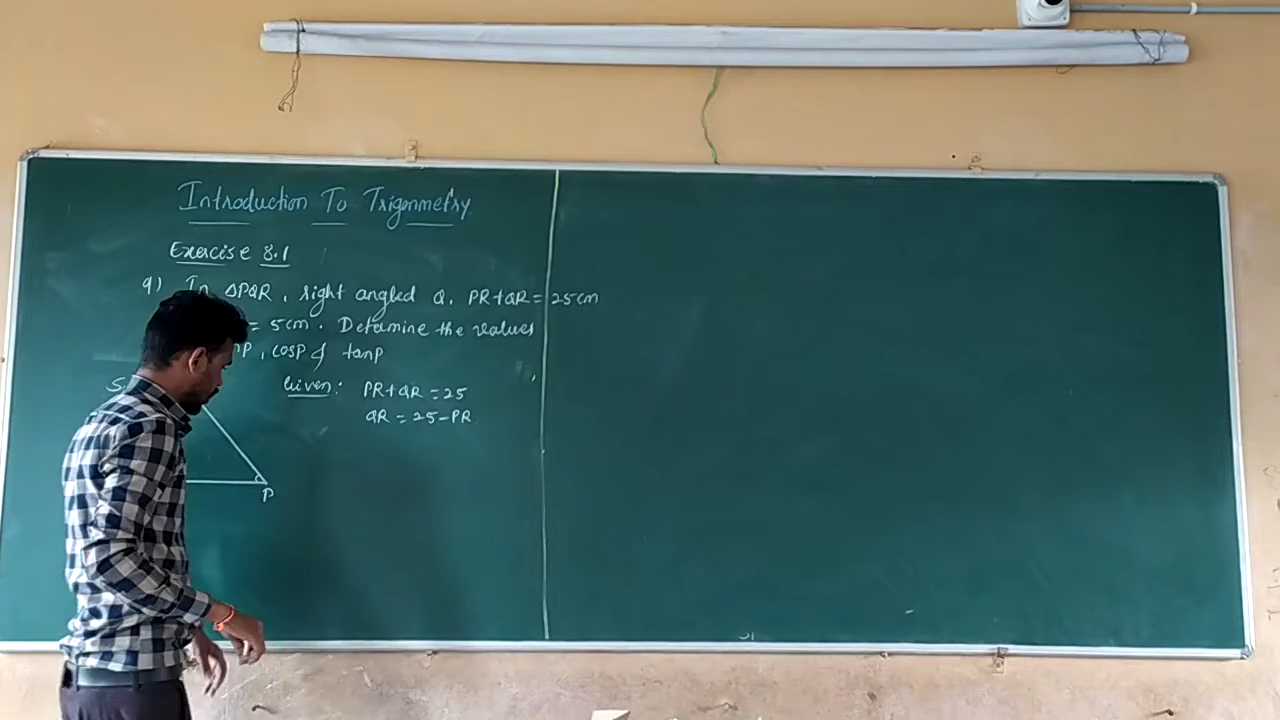 Introduction To Trigonmetry
Exercise 8.1
9) In ΔPQR, right angled Q. PR+QR = 25cm
= 5cm. Determine the values
P, cosP & tanP
Given: PR+QR = 25
QR = 25-PR
P